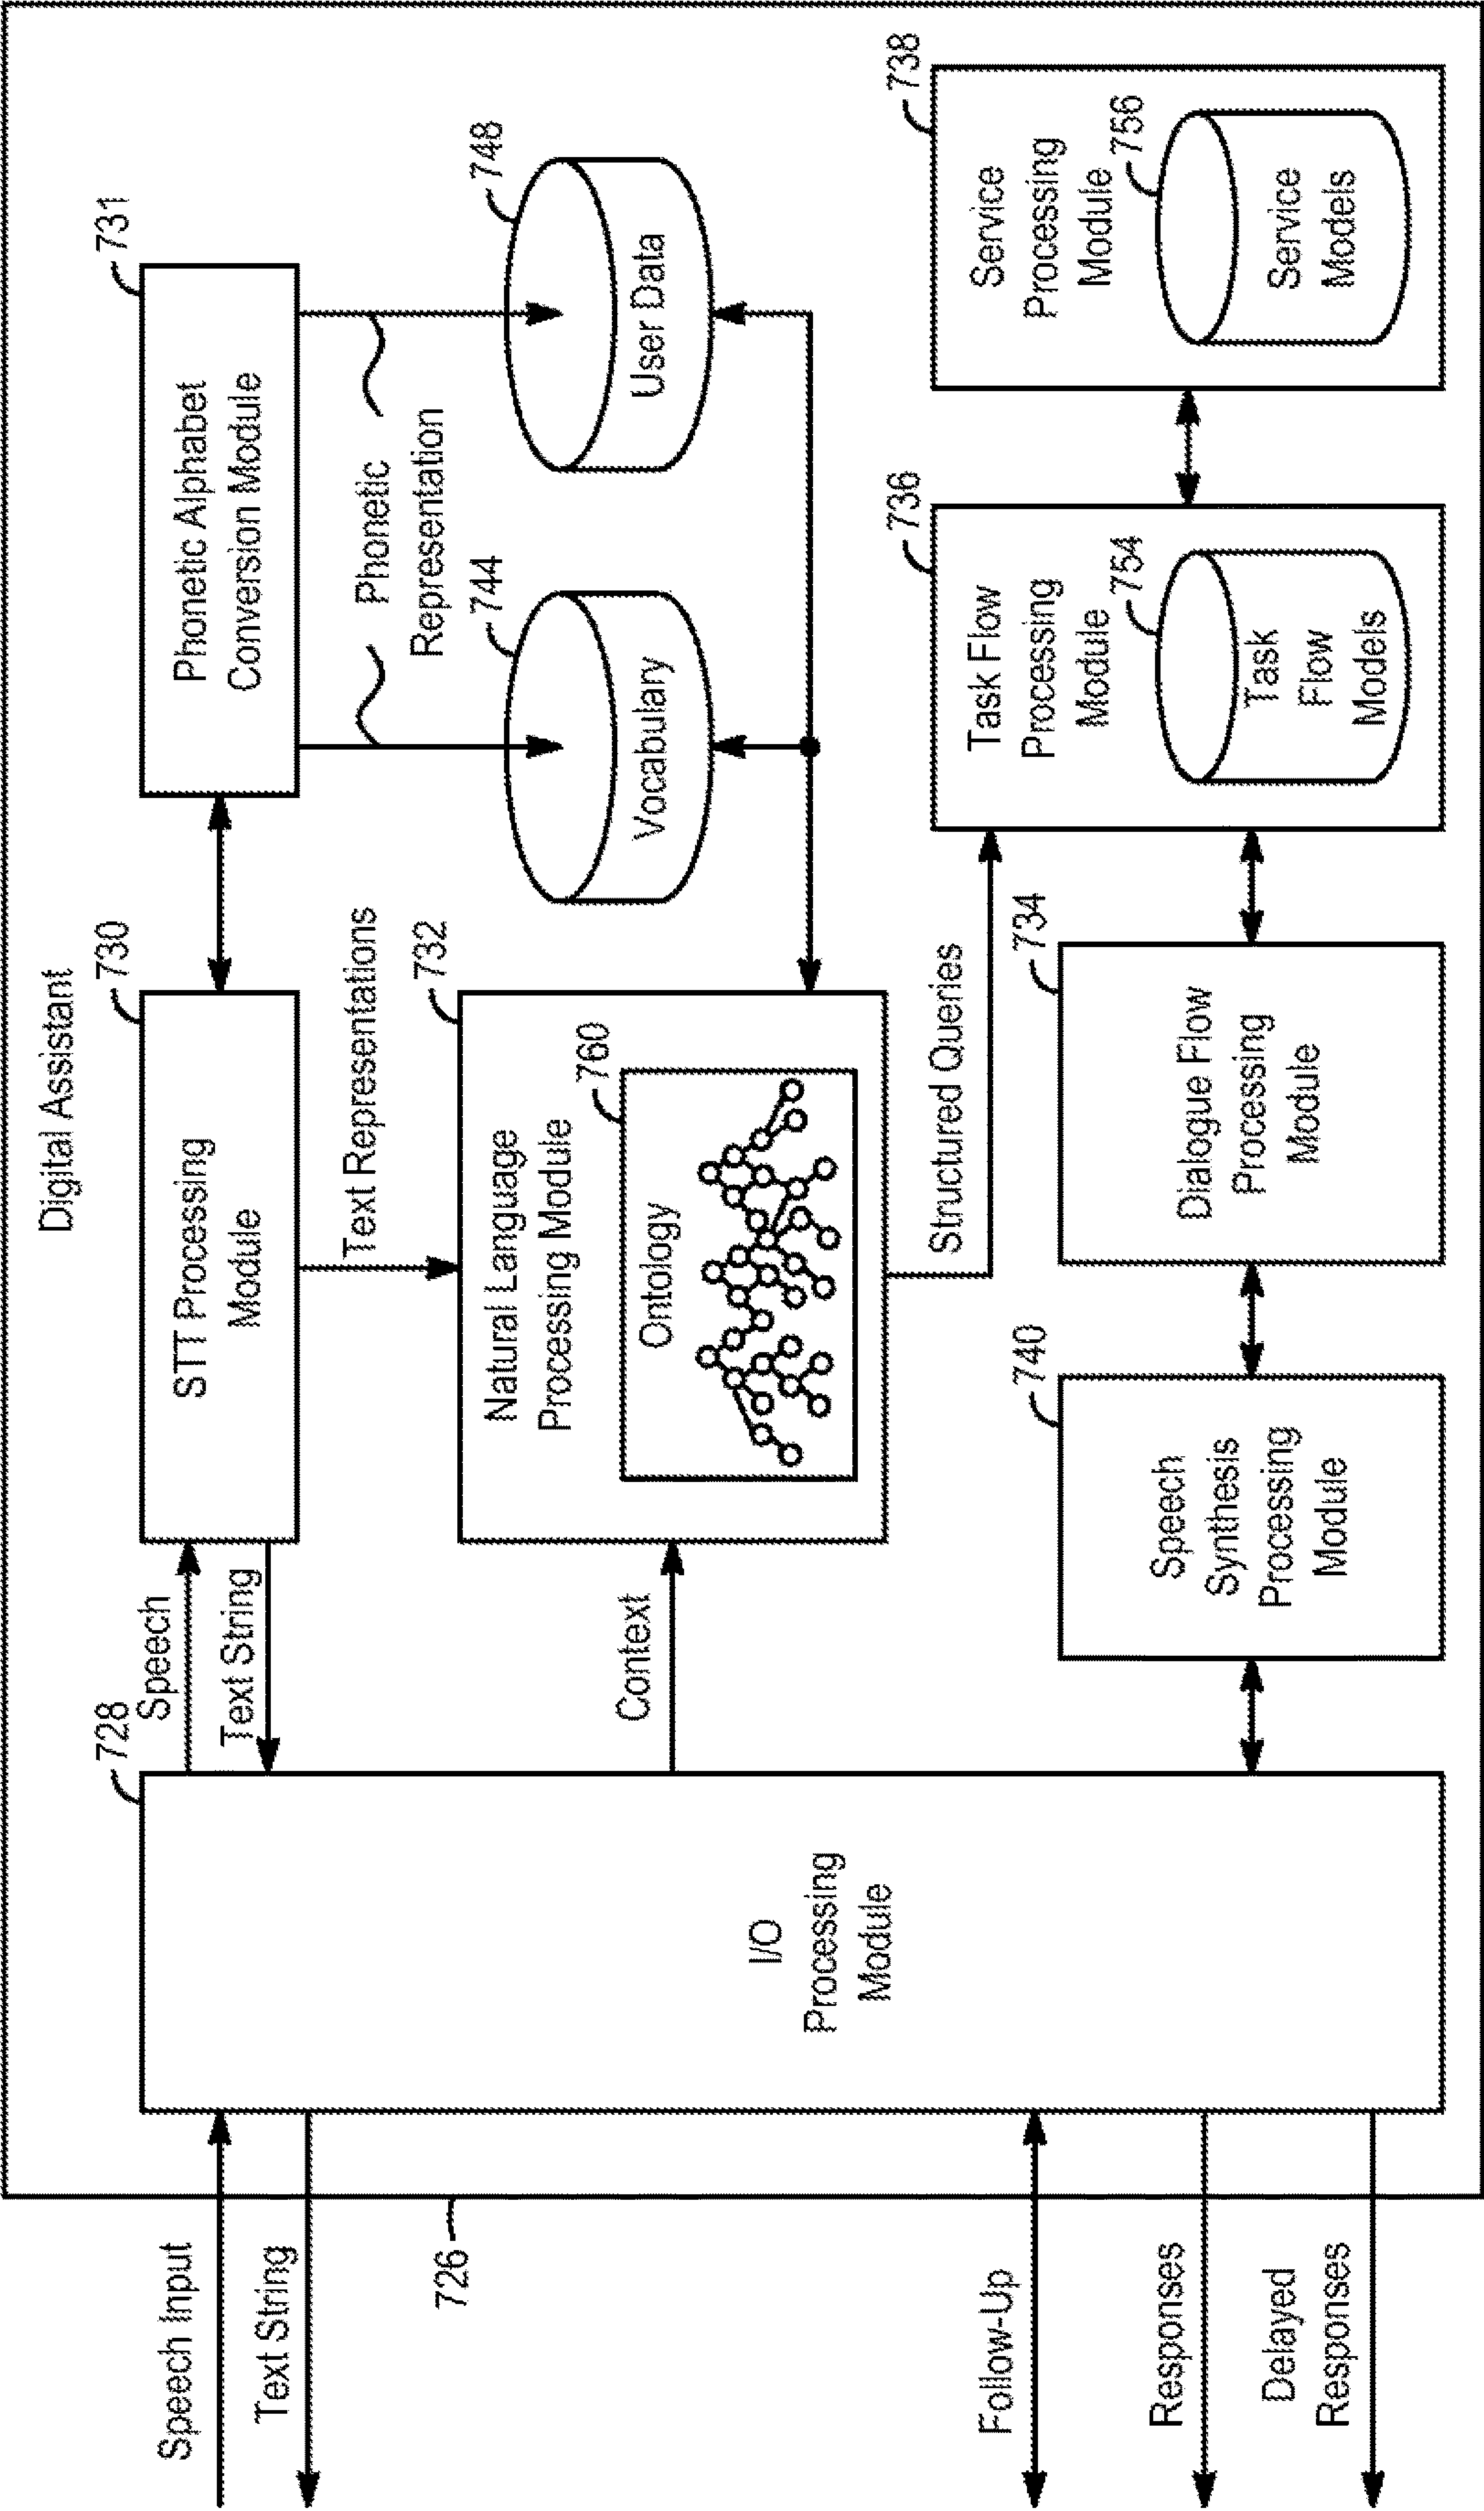 Digital Assistant
Speech Input
Text String
726
Follow-Up
Responses
Delayed
Responses
728
I/O
Processing
Module
Speech
Text String
Context
730
STT Processing
Module
Text Representations
731
Phonetic Alphabet
Conversion Module
Phonetic
Representation
744
Vocabulary
748
User Data
732
Natural Language
Processing Module
760
Ontology
Structured Queries
740
Speech
Synthesis
Processing
Module
734
Dialogue Flow
Processing
Module
736
Task Flow
Processing
Module
754
Task
Flow
Models
738
Service
Processing
Module
756
Service
Models